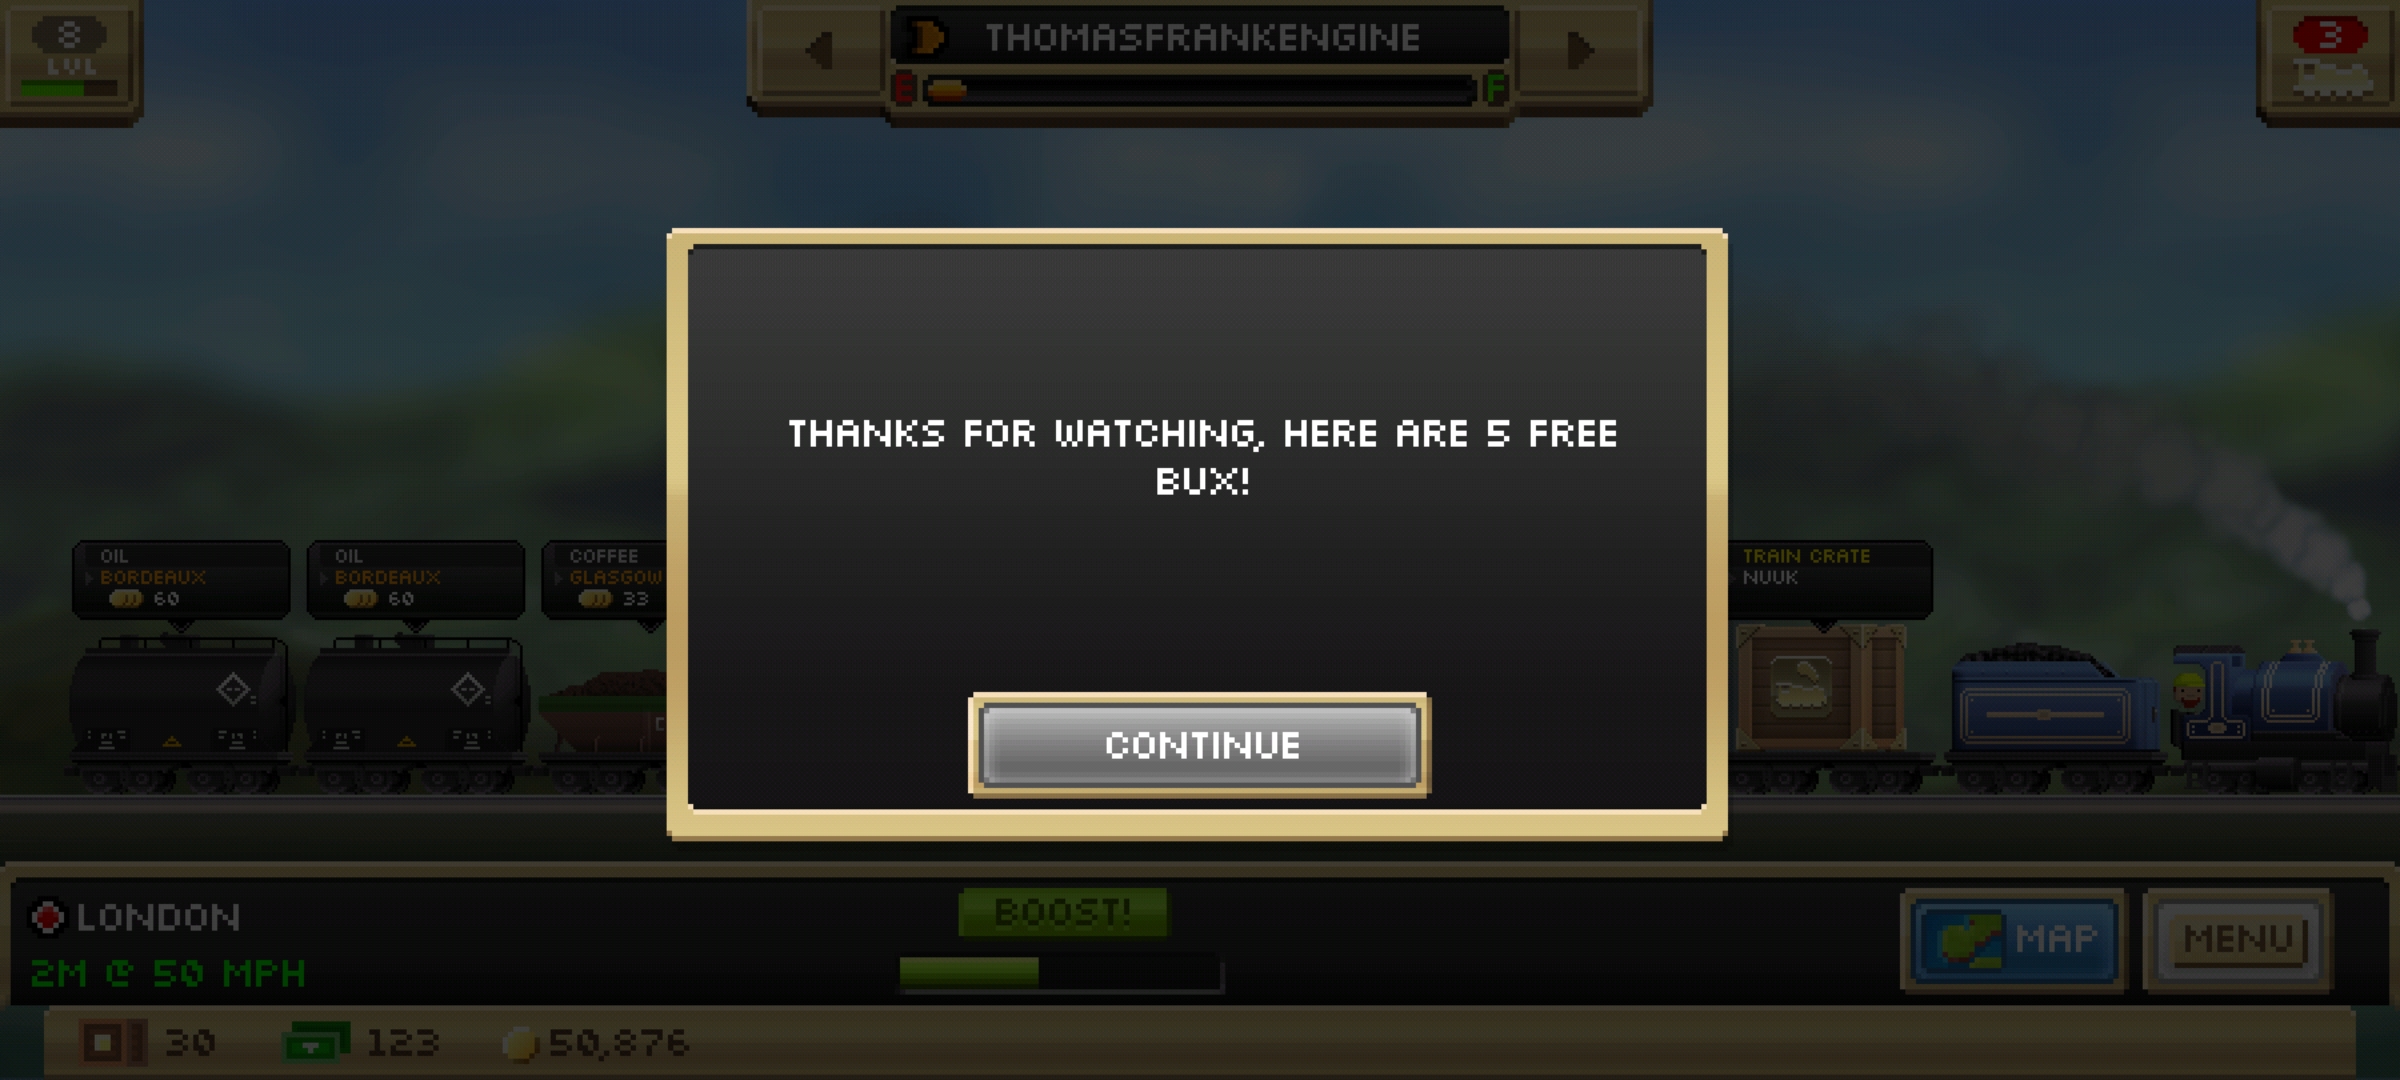 8
LVL
THOMASFRANKENGINE
E F
3
THANKS FOR WATCHING, HERE ARE 5 FREE
BUX!
CONTINUE
OIL
BORDEAUX
60
OIL
BORDEAUX
60
COFFEE
GLASGOW
33
TRAIN CRATE
NUUK
LONDON
2M @ 50 MPH
BOOST!
MAP
MENU
30
123
50,876